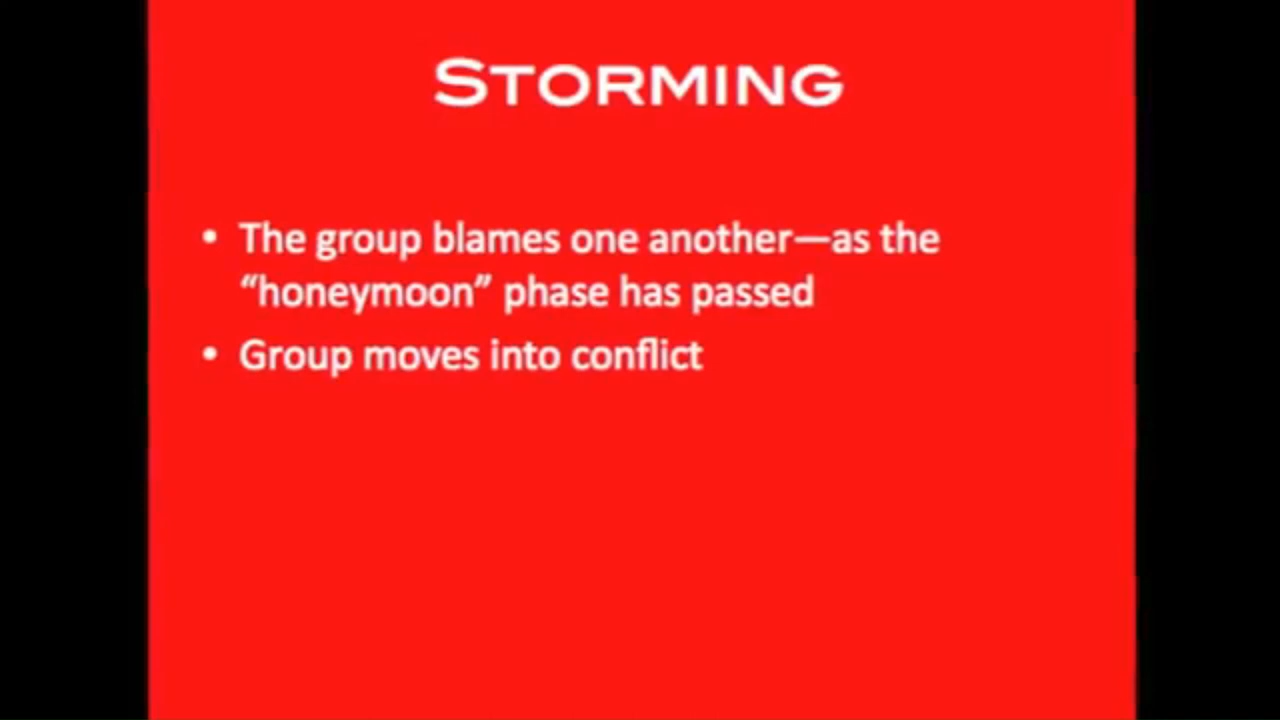 STORMING
• The group blames one another—as the
“honeymoon” phase has passed
• Group moves into conflict